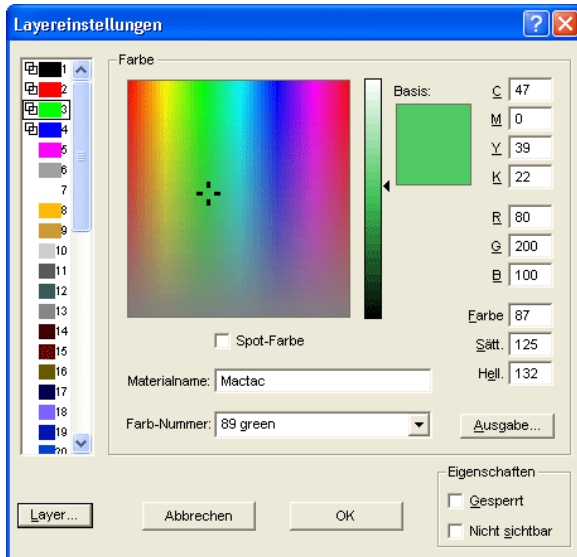 Layereinstellungen
1
2
3
4
5
6
7
8
9
10
11
12
13
14
15
16
17
18
19
20
Farbe
Basis:
C 47
M 0
Y 39
K 22
R 80
G 200
B 100
Farbe 87
Sätt. 125
Hell. 132
Spot-Farbe
Materialname: Mactac
Farb-Nummer: 89 green
Ausgabe...
Eigenschaften
Gesperrt
Nicht sichtbar
Layer...
Abbrechen
OK